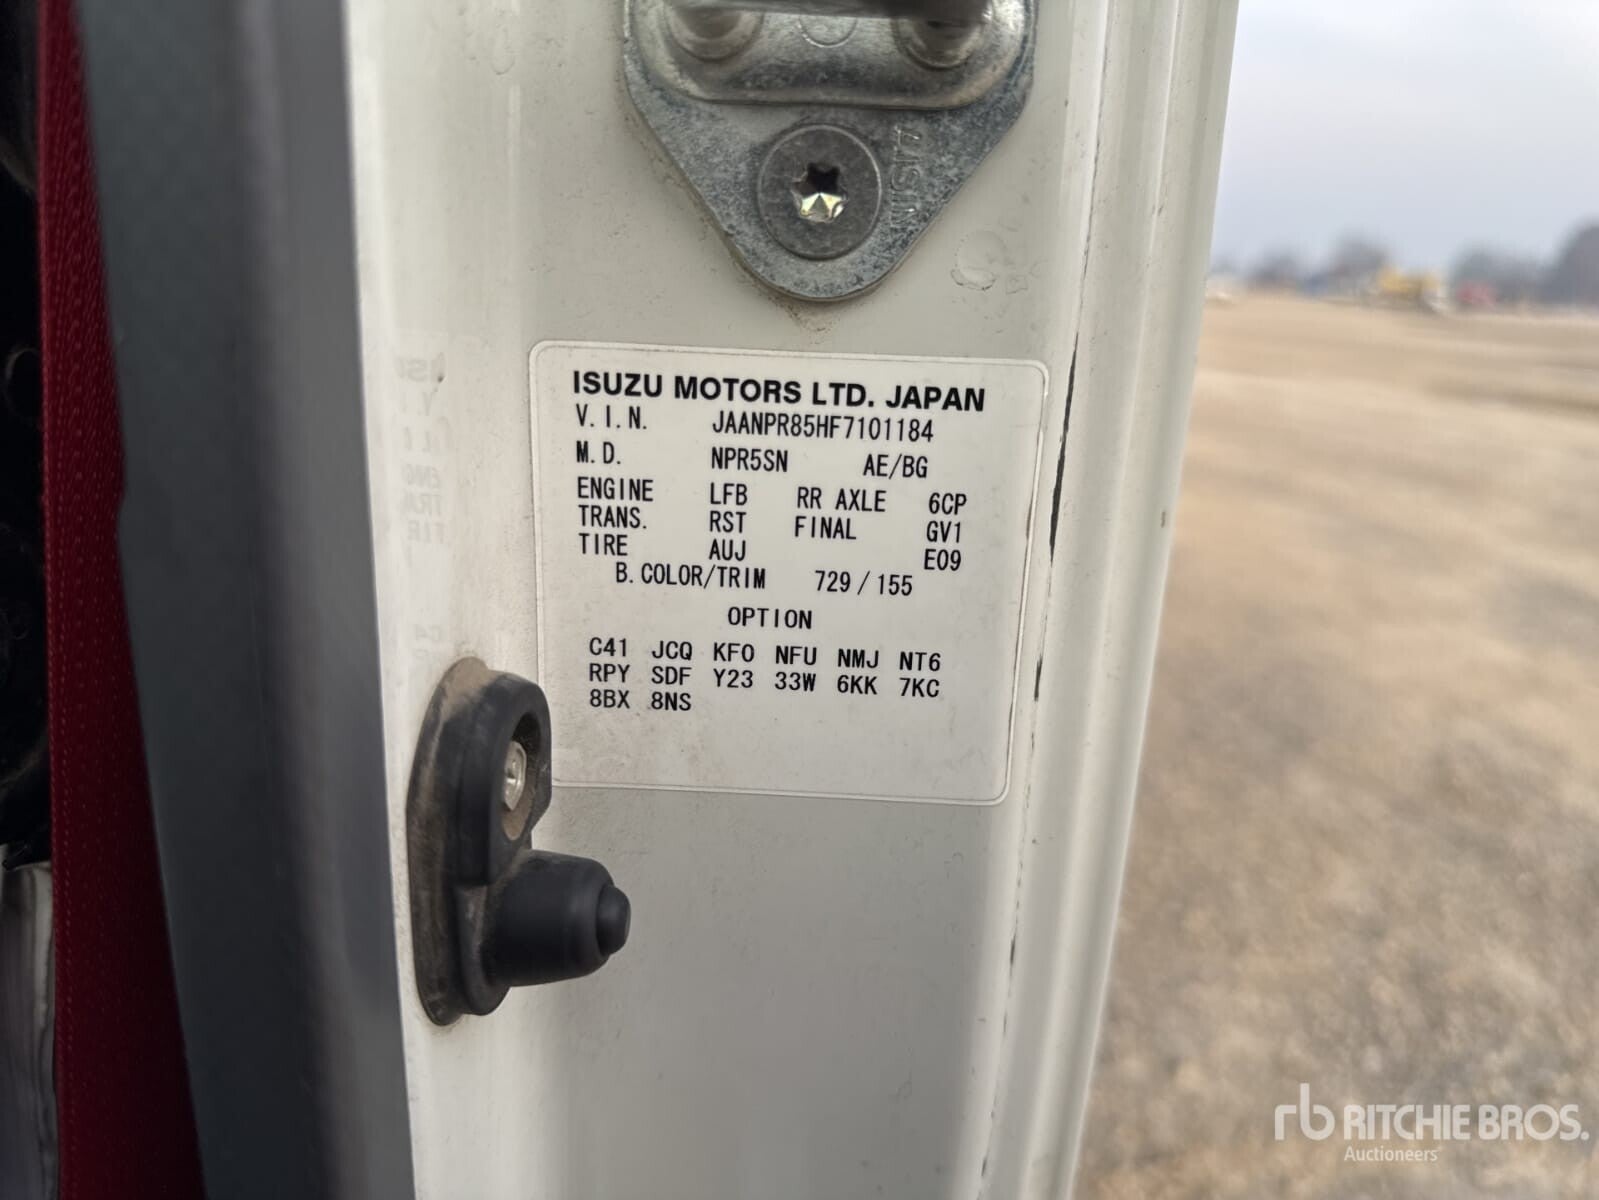 AISIN
ISUZU MOTORS LTD. JAPAN
V.I.N. JAANPR85HF7101184
M.D. NPR5SN AE/BG
ENGINE LFB RR AXLE 6CP
TRANS. RST FINAL GV1
TIRE AUJ E09
B.COLOR/TRIM 729/155
OPTION
C41 JCQ KF0 NFU NMJ NT6
RPY SDF Y23 33W 6KK 7KC
8BX 8NS
rb RITCHIE BROS.
Auctioneers